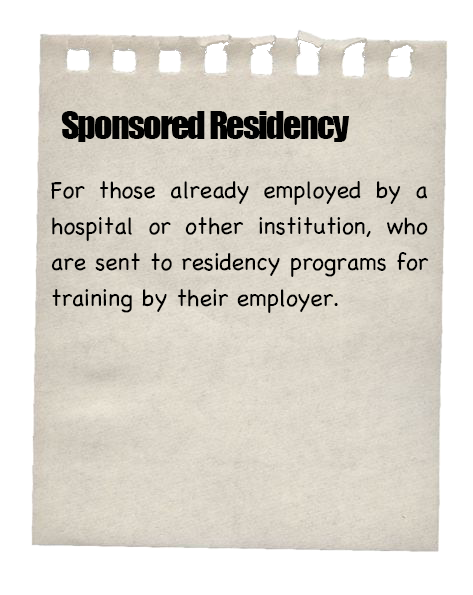 Sponsored Residency
For those already employed by a
hospital or other institution, who
are sent to residency programs for
training by their employer.